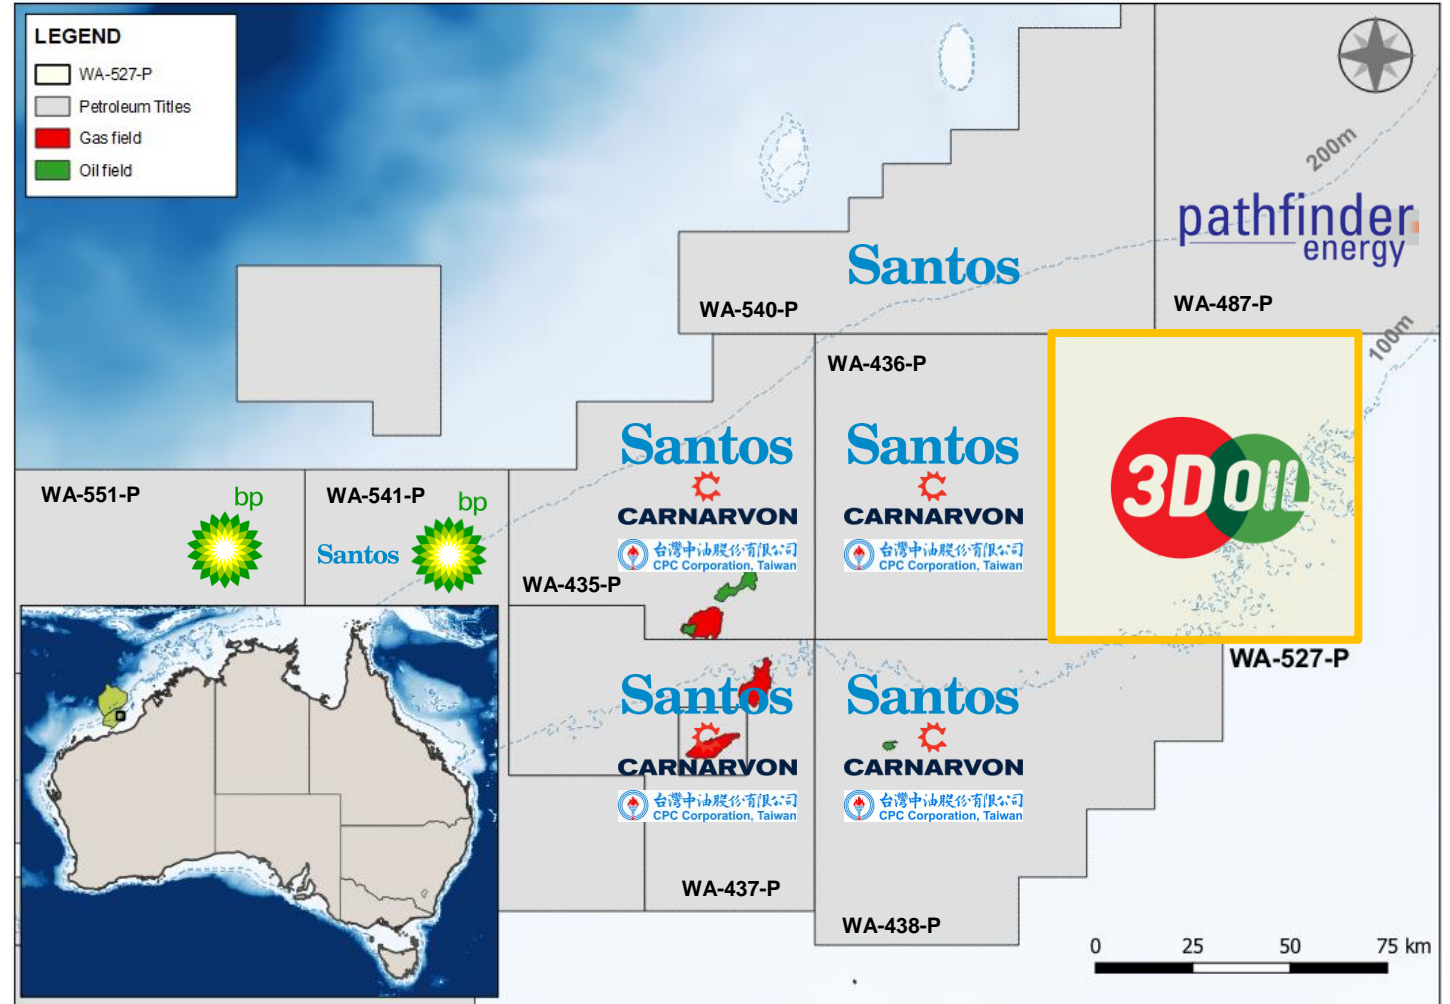 LEGEND
WA-527-P
Petroleum Titles
Gas field
Oil field
200m
pathfinder
energy
Santos
WA-540-P
WA-487-P
100m
WA-436-P
Santos
CARNARVON
台灣中油股份有限公司
CPC Corporation, Taiwan
Santos
CARNARVON
台灣中油股份有限公司
CPC Corporation, Taiwan
3D OIL
WA-551-P
bp
WA-541-P
bp
Santos
WA-435-P
WA-527-P
Santos
CARNARVON
台灣中油股份有限公司
CPC Corporation, Taiwan
Santos
CARNARVON
台灣中油股份有限公司
CPC Corporation, Taiwan
WA-437-P
WA-438-P
0 25 50 75 km